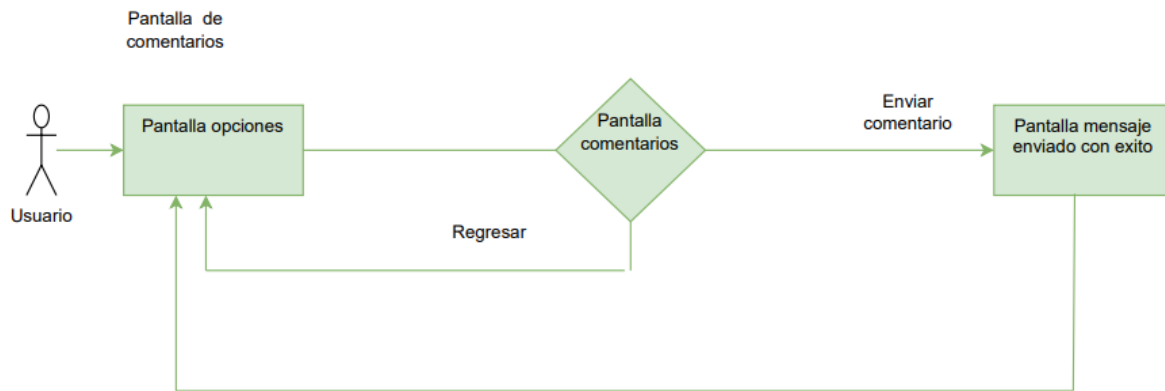 Pantalla de
comentarios
Usuario
Pantalla opciones
Pantalla
comentarios
Regresar
Enviar
comentario
Pantalla mensaje
enviado con exito